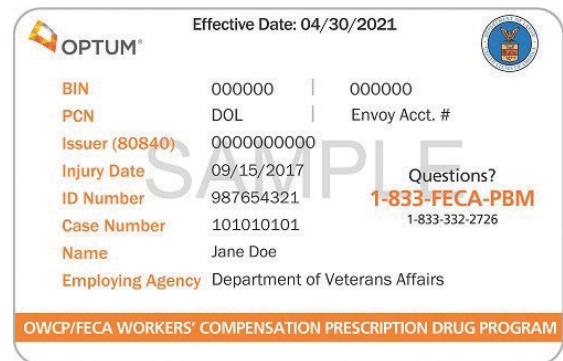 Effective Date: 04/30/2021
OPTUM®
BIN 000000 | 000000
PCN DOL | Envoy Acct. #
Issuer (80840) 0000000000
SAMPLE
Injury Date 09/15/2017
Questions?
ID Number 987654321
1-833-FECA-PBM
Case Number 101010101
1-833-332-2726
Name Jane Doe
Employing Agency Department of Veterans Affairs
OWCP/FECA WORKERS' COMPENSATION PRESCRIPTION DRUG PROGRAM